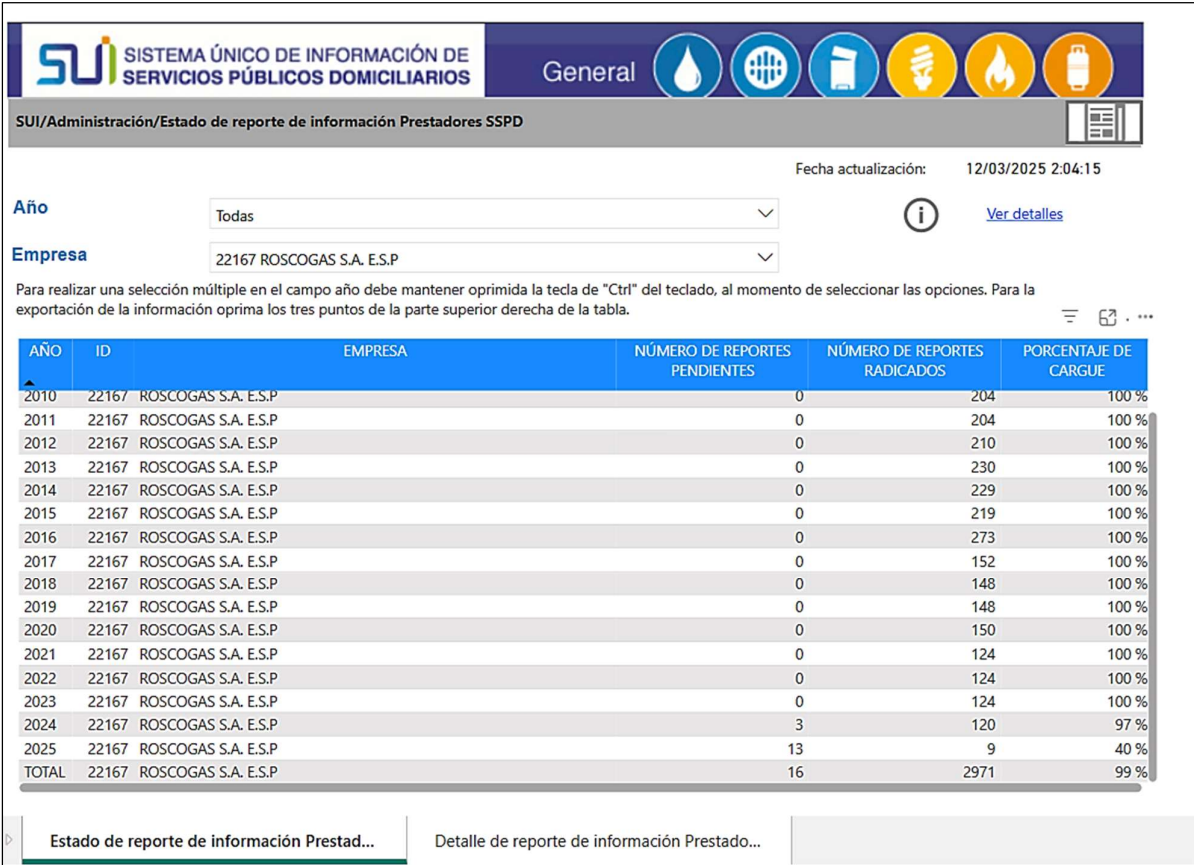 SUI SISTEMA ÚNICO DE INFORMACIÓN DE
SERVICIOS PÚBLICOS DOMICILIARIOS
General
SUI/Administración/Estado de reporte de información Prestadores SSPD
Fecha actualización: 12/03/2025 2:04:15
Año Todas Ver detalles
Empresa 22167 ROSCOGAS S.A. E.S.P
Para realizar una selección múltiple en el campo año debe mantener oprimida la tecla de "Ctrl" del teclado, al momento de seleccionar las opciones. Para la
exportación de la información oprima los tres puntos de la parte superior derecha de la tabla.
AÑO ID EMPRESA NÚMERO DE REPORTES PENDIENTES NÚMERO DE REPORTES RADICADOS PORCENTAJE DE CARGUE
2010 22167 ROSCOGAS S.A. E.S.P 0 204 100 %
2011 22167 ROSCOGAS S.A. E.S.P 0 204 100 %
2012 22167 ROSCOGAS S.A. E.S.P 0 210 100 %
2013 22167 ROSCOGAS S.A. E.S.P 0 230 100 %
2014 22167 ROSCOGAS S.A. E.S.P 0 229 100 %
2015 22167 ROSCOGAS S.A. E.S.P 0 219 100 %
2016 22167 ROSCOGAS S.A. E.S.P 0 273 100 %
2017 22167 ROSCOGAS S.A. E.S.P 0 152 100 %
2018 22167 ROSCOGAS S.A. E.S.P 0 148 100 %
2019 22167 ROSCOGAS S.A. E.S.P 0 148 100 %
2020 22167 ROSCOGAS S.A. E.S.P 0 150 100 %
2021 22167 ROSCOGAS S.A. E.S.P 0 124 100 %
2022 22167 ROSCOGAS S.A. E.S.P 0 124 100 %
2023 22167 ROSCOGAS S.A. E.S.P 0 124 100 %
2024 22167 ROSCOGAS S.A. E.S.P 3 120 97 %
2025 22167 ROSCOGAS S.A. E.S.P 13 9 40 %
TOTAL 22167 ROSCOGAS S.A. E.S.P 16 2971 99 %
Estado de reporte de información Prestad... Detalle de reporte de información Prestado...